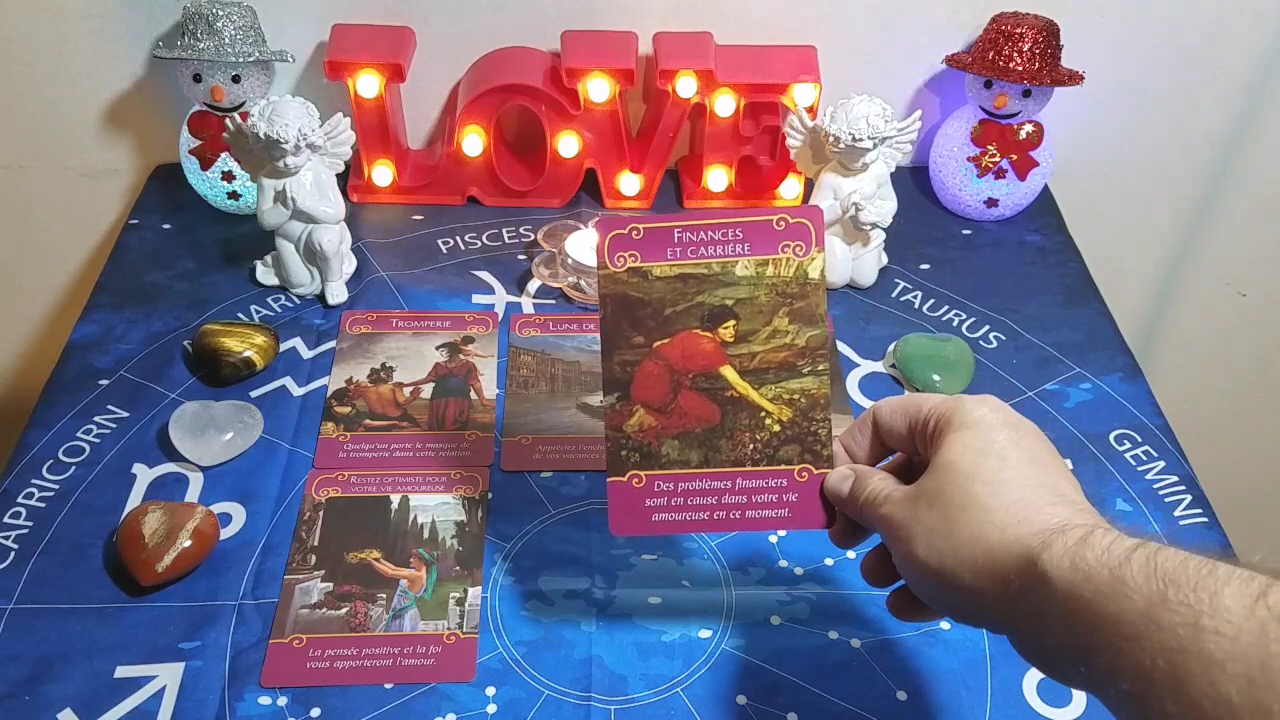 LOVE
PISCES
TAURUS
GEMINI
CAPRICORN
FINANCES
ET CARRIÈRE
Des problèmes financiers
sont en cause dans votre vie
amoureuse en ce moment.
TROMPERIE
Quelqu'un porte le masque de
la tromperie dans cette relation.
LUNE DE
Appréciez
de vos vacances
RESTEZ OPTIMISTE POUR
VOTRE VIE AMOUREUSE
La pensée positive et la foi
vous apporteront l'amour.